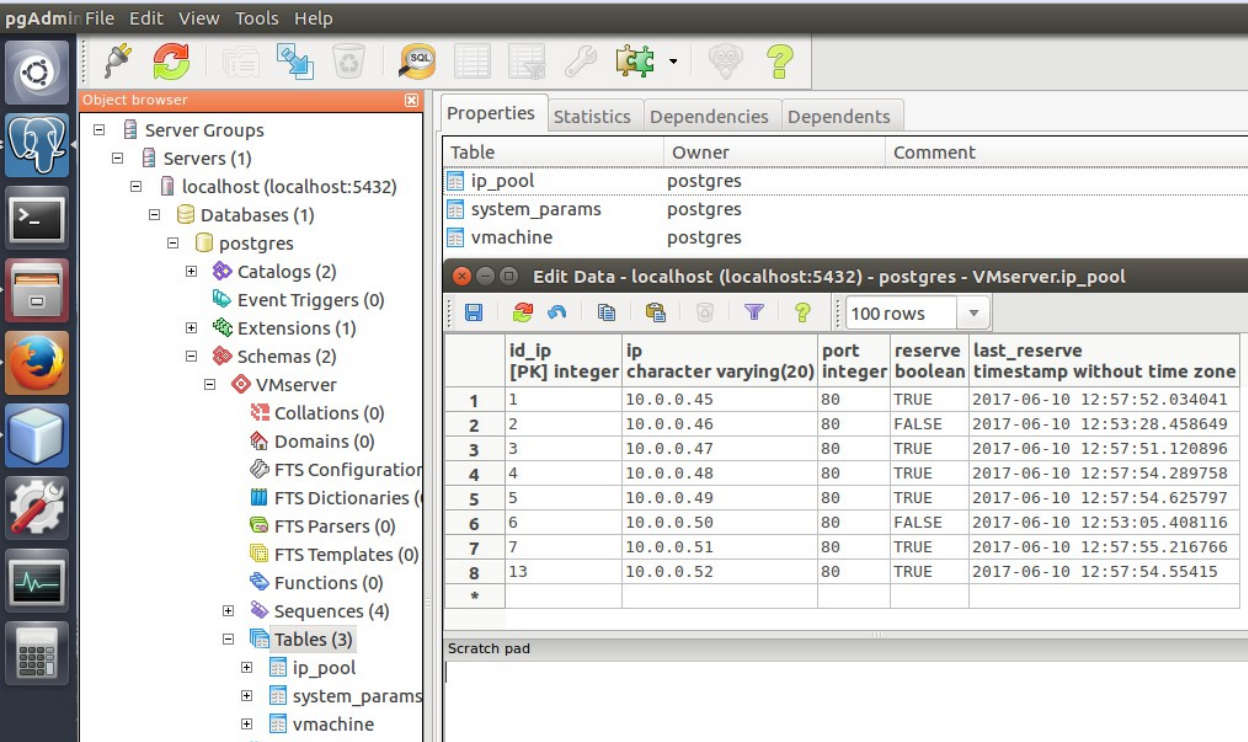 pgAdmin File Edit View Tools Help
SQL
Object browser
Server Groups
Servers (1)
localhost (localhost:5432)
Databases (1)
postgres
Catalogs (2)
Event Triggers (0)
Extensions (1)
Schemas (2)
VMserver
Collations (0)
Domains (0)
FTS Configuration
FTS Dictionaries (
FTS Parsers (0)
FTS Templates (0)
Functions (0)
Sequences (4)
Tables (3)
ip_pool
system_params
vmachine
Properties Statistics Dependencies Dependents
Table Owner Comment
ip_pool postgres
system_params postgres
vmachine postgres
Edit Data - localhost (localhost:5432) - postgres - VMserver.ip_pool
100 rows
id_ip ip port reserve last_reserve
[PK] integer character varying(20) integer boolean timestamp without time zone
1 1 10.0.0.45 80 TRUE 2017-06-10 12:57:52.034041
2 2 10.0.0.46 80 FALSE 2017-06-10 12:53:28.458649
3 3 10.0.0.47 80 TRUE 2017-06-10 12:57:51.120896
4 4 10.0.0.48 80 TRUE 2017-06-10 12:57:54.289758
5 5 10.0.0.49 80 TRUE 2017-06-10 12:57:54.625797
6 6 10.0.0.50 80 FALSE 2017-06-10 12:53:05.408116
7 7 10.0.0.51 80 TRUE 2017-06-10 12:57:55.216766
8 13 10.0.0.52 80 TRUE 2017-06-10 12:57:54.55415
*
Scratch pad